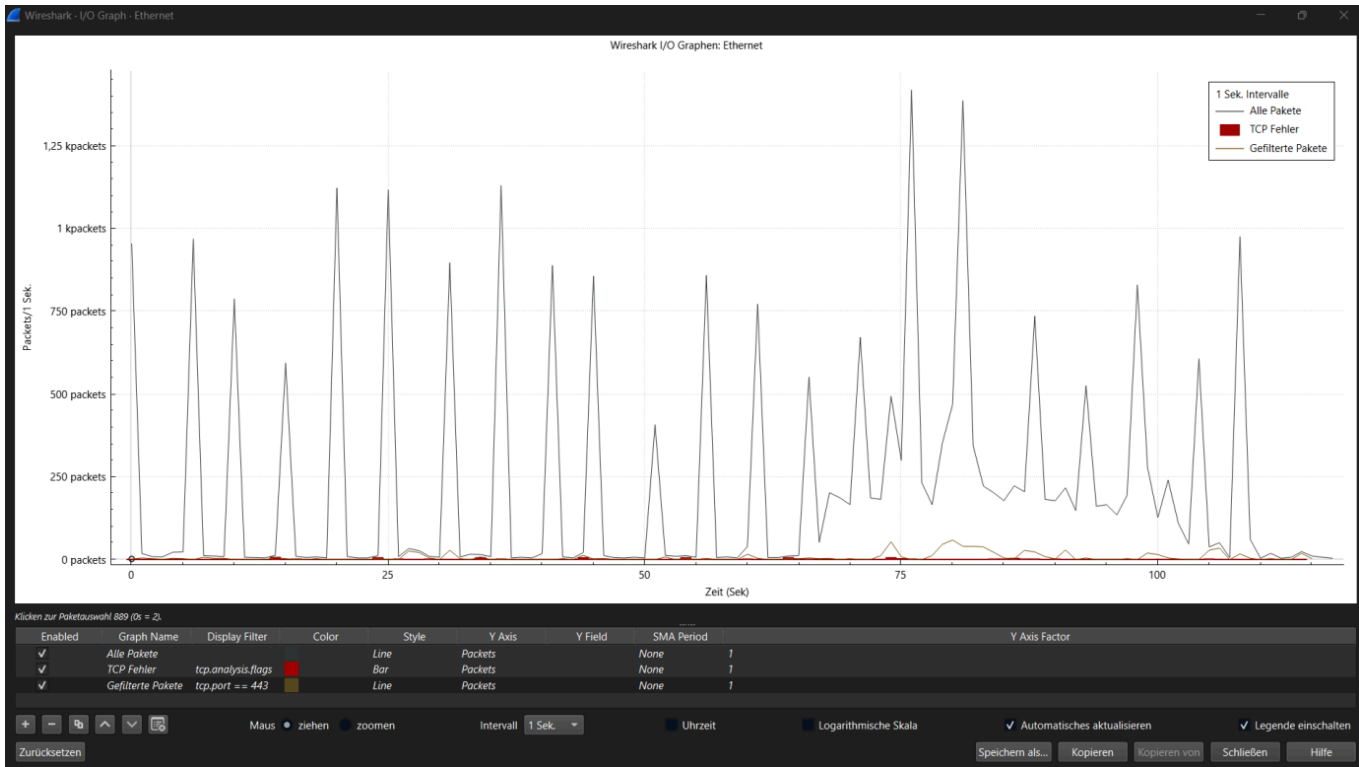 Wireshark · I/O Graph · Ethernet
Wireshark I/O Graphen: Ethernet
1 Sek. Intervalle
Alle Pakete
TCP Fehler
Gefilterte Pakete
1,25 kpackets
1 kpackets
750 packets
500 packets
250 packets
0 packets
Packets/1 Sek.
0 25 50 75 100
Zeit (Sek)
Klicken zur Paketauswahl 889 (0s = 2).
Enabled Graph Name Display Filter Color Style Y Axis Y Field SMA Period Y Axis Factor
Alle Pakete Line Packets None 1
TCP Fehler tcp.analysis.flags Bar Packets None 1
Gefilterte Pakete tcp.port == 443 Line Packets None 1
Maus ziehen zoomen Intervall 1 Sek. Uhrzeit Logarithmische Skala Automatisches aktualisieren Legende einschalten
Zurücksetzen Speichern als... Kopieren Kopieren von Schließen Hilfe